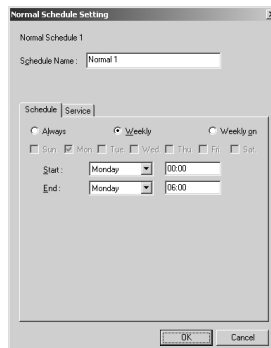 Normal Schedule Setting
Normal Schedule 1
Schedule Name : Normal 1
Schedule Service
Always Weekly Weekly on
Sun Mon Tue Wed Thu Fri Sat
Start : Monday 00:00
End : Monday 06:00
OK Cancel